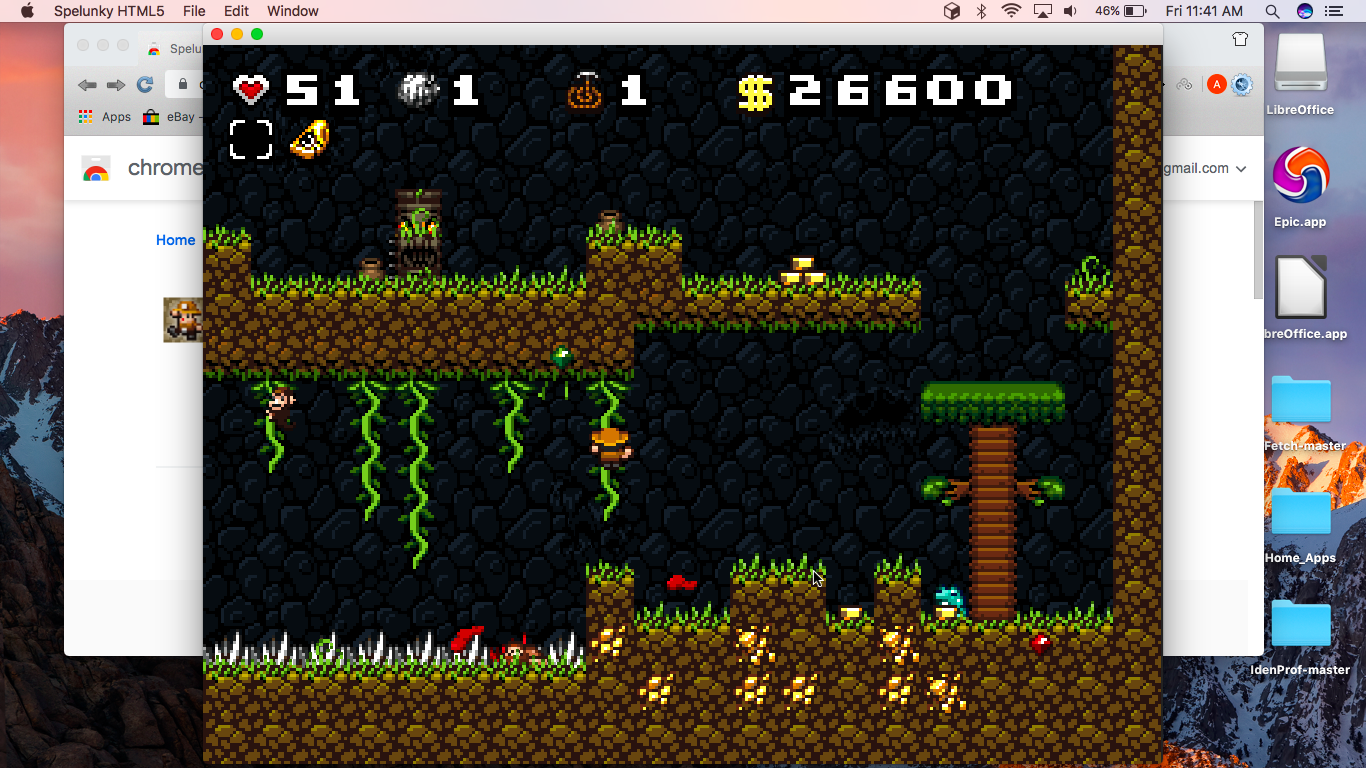 Spelunky HTML5 File Edit Window 46% Fri 11:41 AM
Spelu
Apps eBay -
chrome
gmail.com
Home
51 1 1 $26600
LibreOffice
Epic.app
breOffice.app
Fetch-master
Home_Apps
IdenProf-master